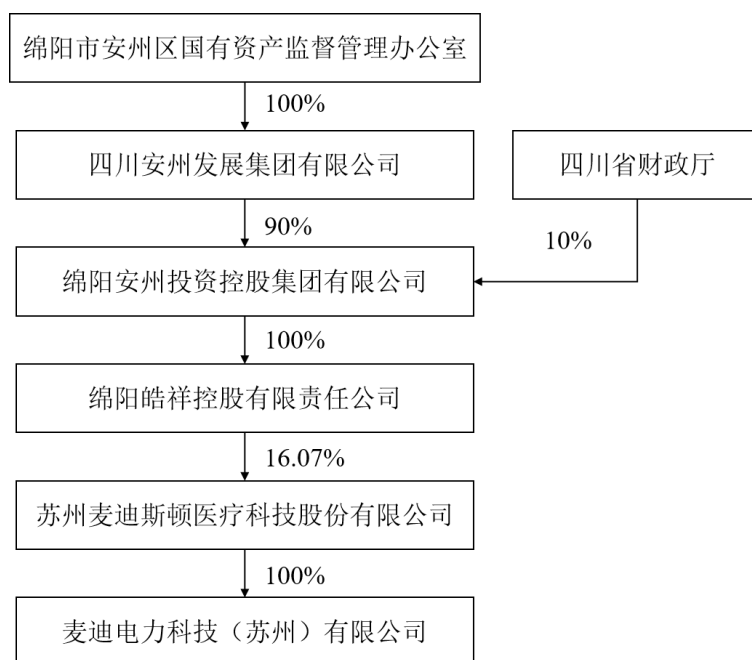 绵阳市安州区国有资产监督管理办公室
100%
四川安州发展集团有限公司
四川省财政厅
90%
10%
绵阳安州投资控股集团有限公司
100%
绵阳皓祥控股有限责任公司
16.07%
苏州麦迪斯顿医疗科技股份有限公司
100%
麦迪电力科技（苏州）有限公司